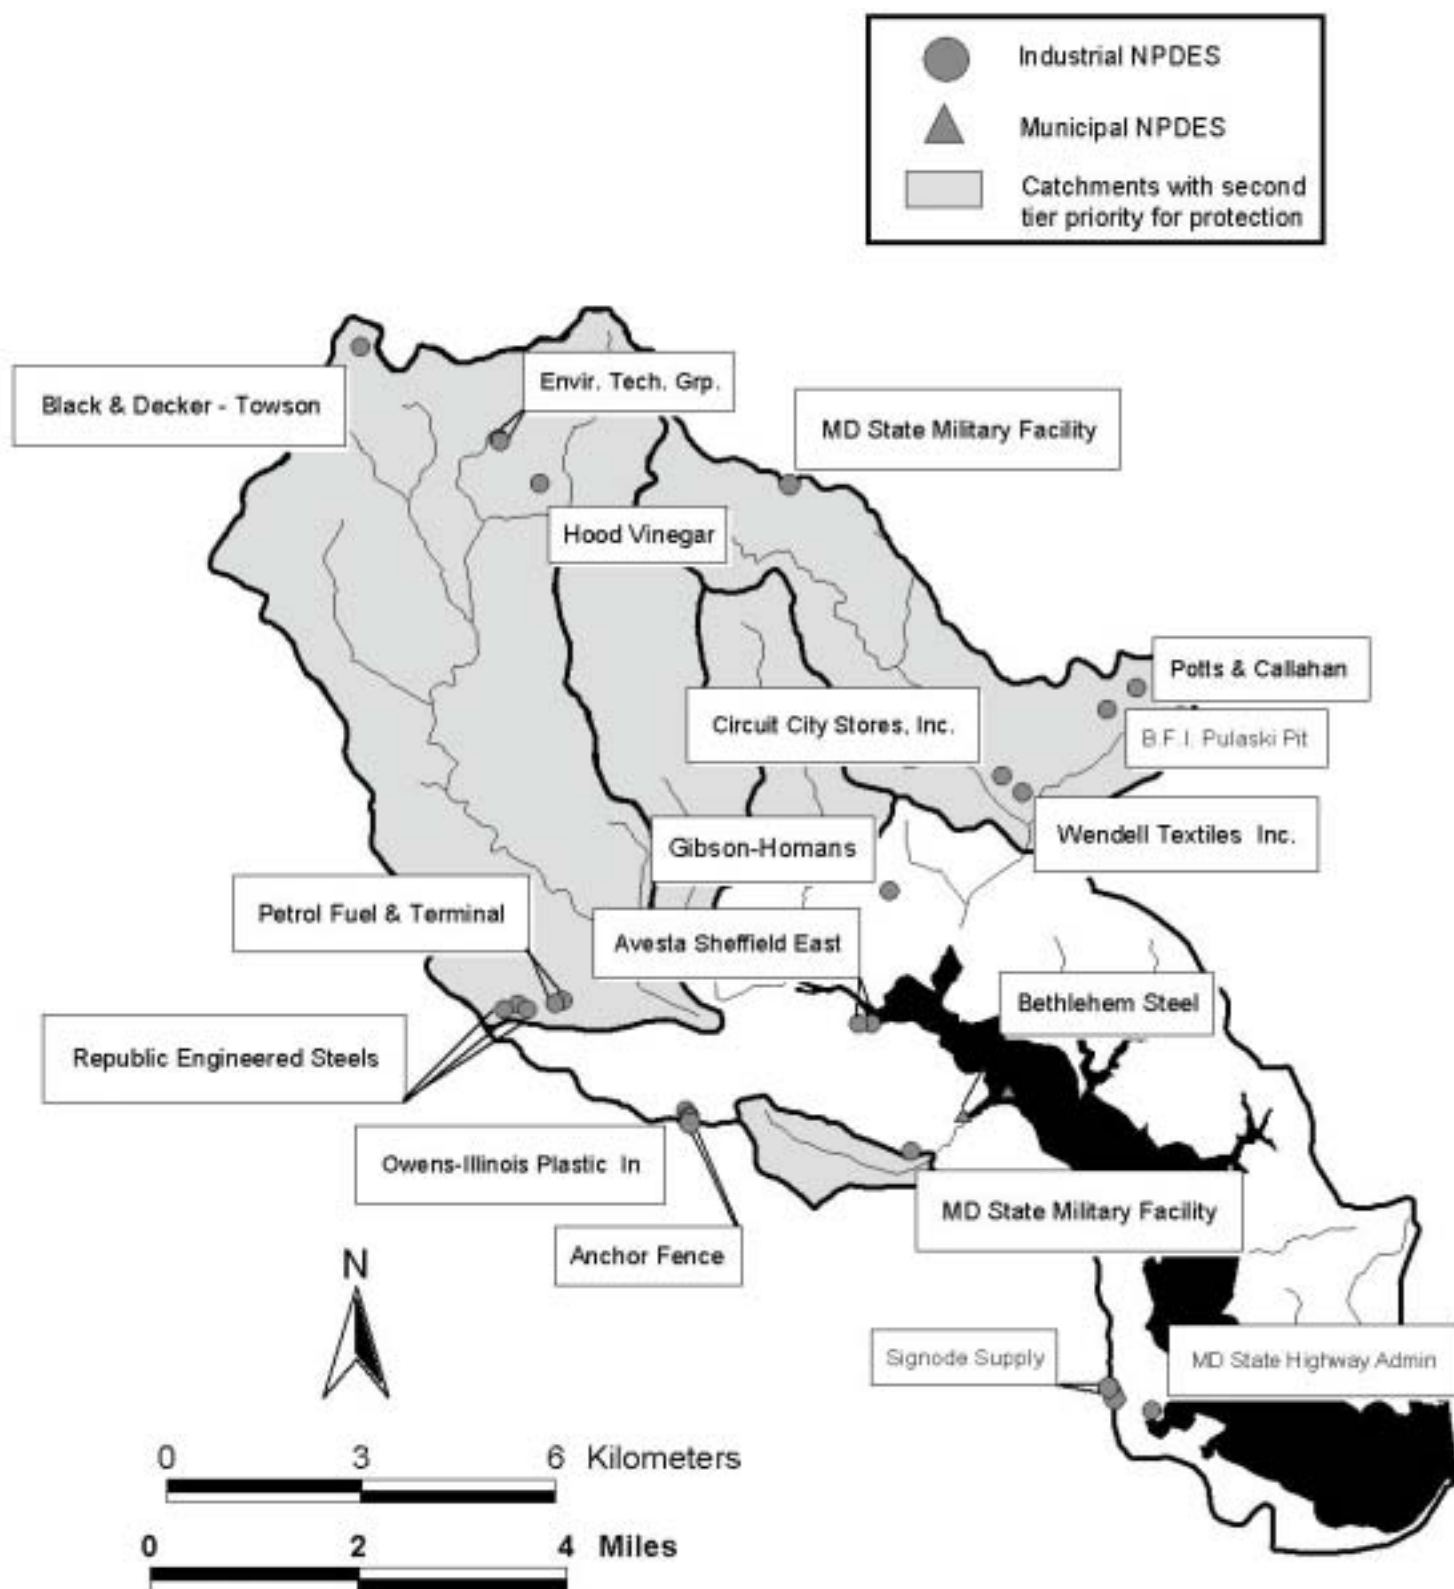 Industrial NPDES
Municipal NPDES
Catchments with second
tier priority for protection
Envir. Tech. Grp.
Black & Decker - Towson
MD State Military Facility
Hood Vinegar
Potts & Callahan
Circuit City Stores, Inc.
B.F.I. Pulaski Pit
Wendell Textiles Inc.
Gibson-Homans
Petrol Fuel & Terminal
Avesta Sheffield East
Bethlehem Steel
Republic Engineered Steels
Owens-Illinois Plastic In
MD State Military Facility
Anchor Fence
N
Signode Supply
MD State Highway Admin
0 3 6 Kilometers
0 2 4 Miles